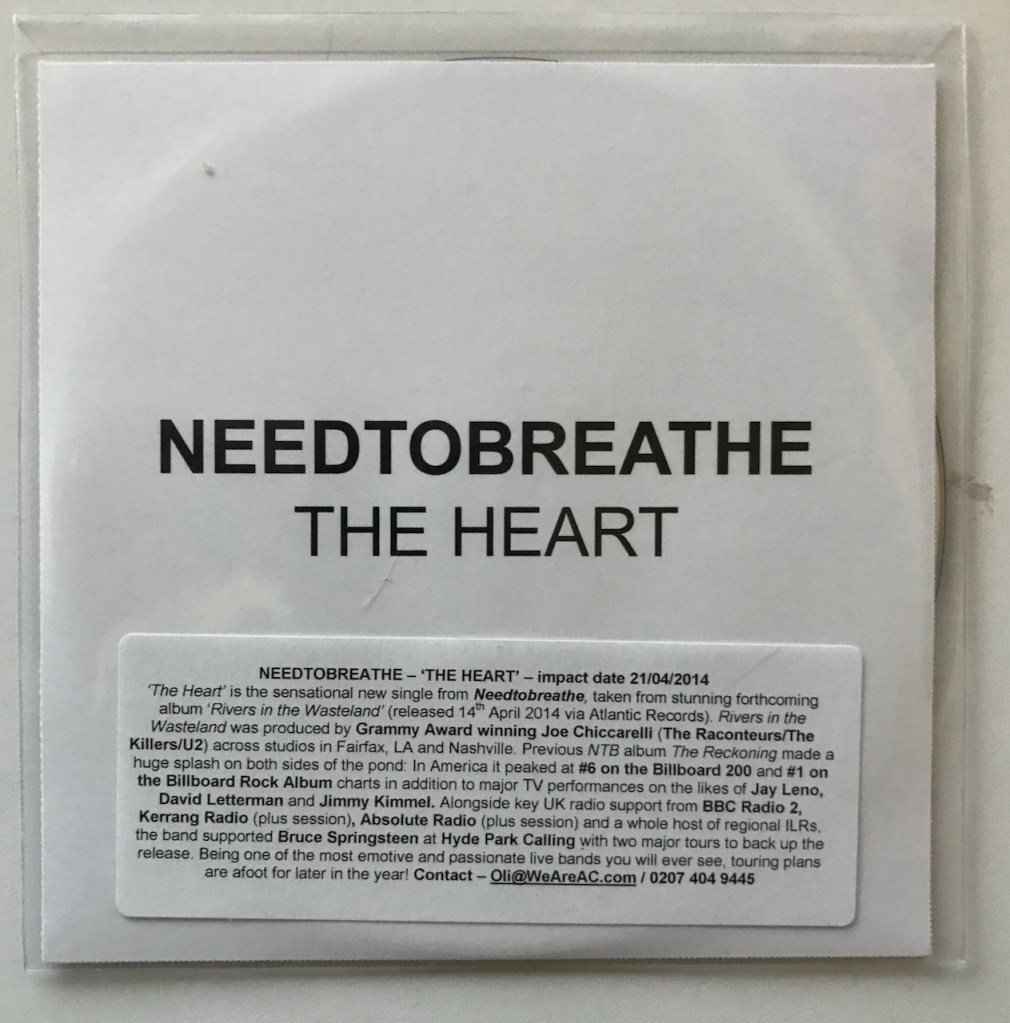 NEEDTOBREATHE
THE HEART
NEEDTOBREATHE – ‘THE HEART’ – impact date 21/04/2014
‘The Heart’ is the sensational new single from Needtobreathe, taken from stunning forthcoming
album ‘Rivers in the Wasteland’ (released 14th April 2014 via Atlantic Records). Rivers in the
Wasteland was produced by Grammy Award winning Joe Chiccarelli (The Raconteurs/The
Killers/U2) across studios in Fairfax, LA and Nashville. Previous NTB album The Reckoning made a
huge splash on both sides of the pond: In America it peaked at #6 on the Billboard 200 and #1 on
the Billboard Rock Album charts in addition to major TV performances on the likes of Jay Leno,
David Letterman and Jimmy Kimmel. Alongside key UK radio support from BBC Radio 2,
Kerrang Radio (plus session), Absolute Radio (plus session) and a whole host of regional ILRs,
the band supported Bruce Springsteen at Hyde Park Calling with two major tours to back up the
release. Being one of the most emotive and passionate live bands you will ever see, touring plans
are afoot for later in the year! Contact – Oli@WeAreAC.com / 0207 404 9445